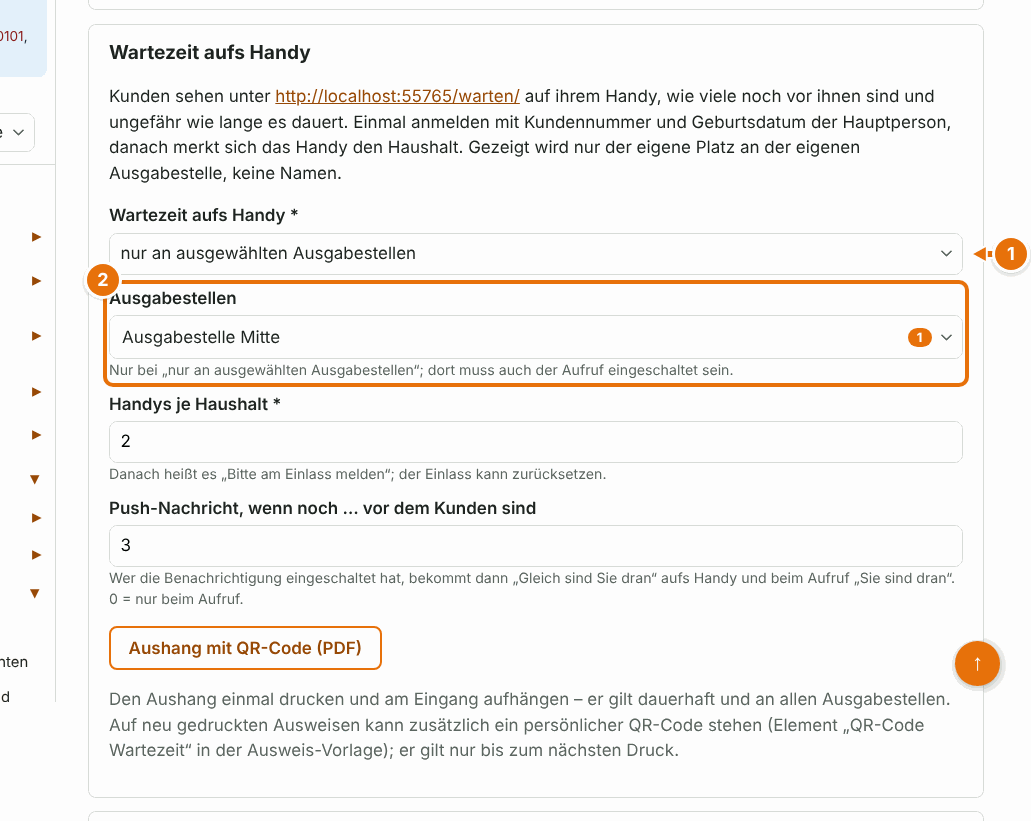 0101,
e
nten
d
Wartezeit aufs Handy
Kunden sehen unter http://localhost:55765/warten/ auf ihrem Handy, wie viele noch vor ihnen sind und
ungefähr wie lange es dauert. Einmal anmelden mit Kundennummer und Geburtsdatum der Hauptperson,
danach merkt sich das Handy den Haushalt. Gezeigt wird nur der eigene Platz an der eigenen
Ausgabestelle, keine Namen.
Wartezeit aufs Handy *
nur an ausgewählten Ausgabestellen
1
2
Ausgabestellen
Ausgabestelle Mitte 1
Nur bei „nur an ausgewählten Ausgabestellen“; dort muss auch der Aufruf eingeschaltet sein.
Handys je Haushalt *
2
Danach heißt es „Bitte am Einlass melden“; der Einlass kann zurücksetzen.
Push-Nachricht, wenn noch ... vor dem Kunden sind
3
Wer die Benachrichtigung eingeschaltet hat, bekommt dann „Gleich sind Sie dran“ aufs Handy und beim Aufruf „Sie sind dran“.
0 = nur beim Aufruf.
Aushang mit QR-Code (PDF)
↑
Den Aushang einmal drucken und am Eingang aufhängen – er gilt dauerhaft und an allen Ausgabestellen.
Auf neu gedruckten Ausweisen kann zusätzlich ein persönlicher QR-Code stehen (Element „QR-Code
Wartezeit“ in der Ausweis-Vorlage); er gilt nur bis zum nächsten Druck.